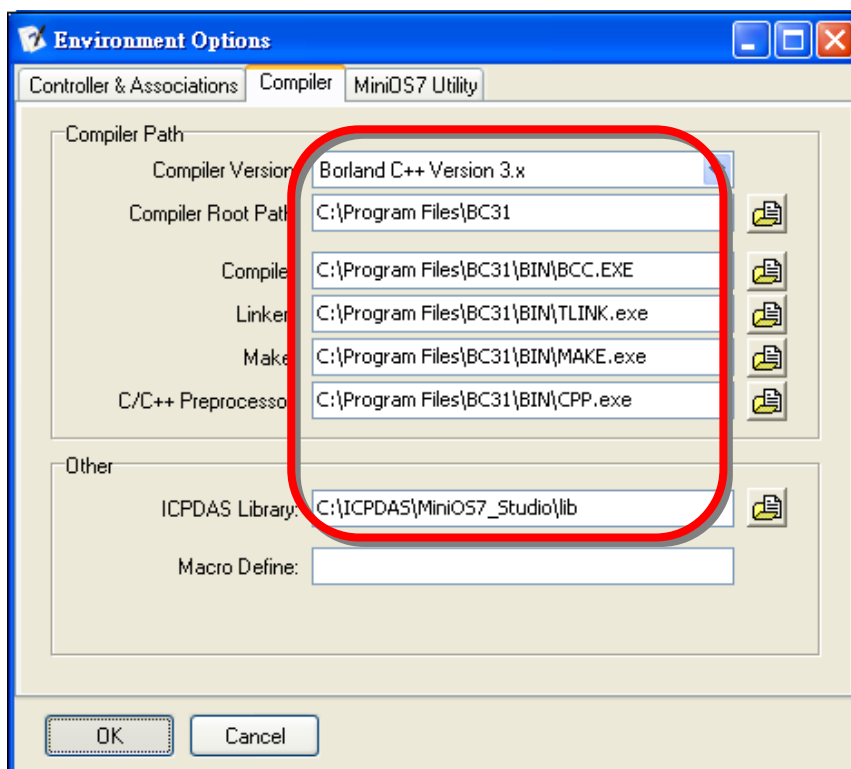 Environment Options
Controller & Associations Compiler MiniOS7 Utility
Compiler Path
Compiler Version Borland C++ Version 3.x
Compiler Root Path C:\Program Files\BC31
Compile C:\Program Files\BC31\BIN\BCC.EXE
Linker C:\Program Files\BC31\BIN\TLINK.exe
Make C:\Program Files\BC31\BIN\MAKE.exe
C/C++ Preprocesso C:\Program Files\BC31\BIN\CPP.exe
Other
ICPDAS Library: C:\ICPDAS\MiniOS7_Studio\lib
Macro Define:
OK Cancel